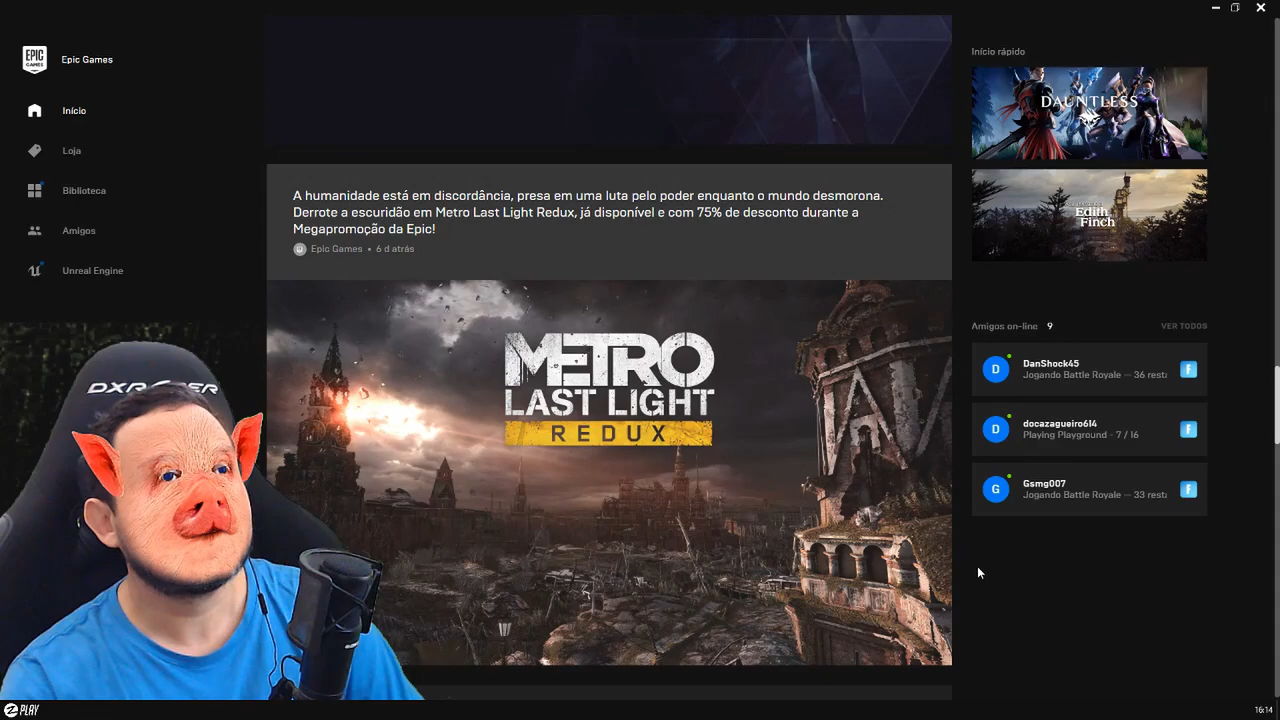 EPIC
GAMES
Epic Games
Início
Loja
Biblioteca
Amigos
Unreal Engine
A humanidade está em discordância, presa em uma luta pelo poder enquanto o mundo desmorona.
Derrote a escuridão em Metro Last Light Redux, já disponível e com 75% de desconto durante a
Megapromoção da Epic!
Epic Games • 6 d atrás
METRO
LAST LIGHT
REDUX
DXRACER
Início rápido
DAUNTLESS
Edith
Finch
Amigos on-line 9
VER TODOS
D
DanShock45
Jogando Battle Royale — 36 resta
F
D
docazagueiro614
Playing Playground - 7 / 16
F
G
Gsmg007
Jogando Battle Royale — 33 resta
F
PLAY
16:14